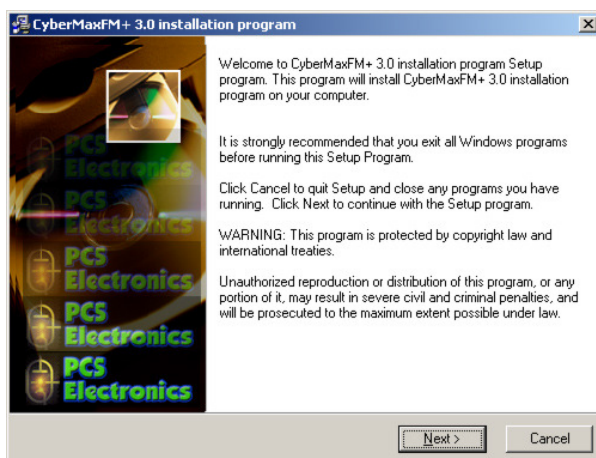 CyberMaxFM+ 3.0 installation program
Welcome to CyberMaxFM+ 3.0 installation program Setup
program. This program will install CyberMaxFM+ 3.0 installation
program on your computer.
It is strongly recommended that you exit all Windows programs
before running this Setup Program.
Click Cancel to quit Setup and close any programs you have
running. Click Next to continue with the Setup program.
WARNING: This program is protected by copyright law and
international treaties.
Unauthorized reproduction or distribution of this program, or any
portion of it, may result in severe civil and criminal penalties, and
will be prosecuted to the maximum extent possible under law.
PCS
Electronics
PCS
Electronics
PCS
Electronics
PCS
Electronics
PCS
Electronics
Next >
Cancel